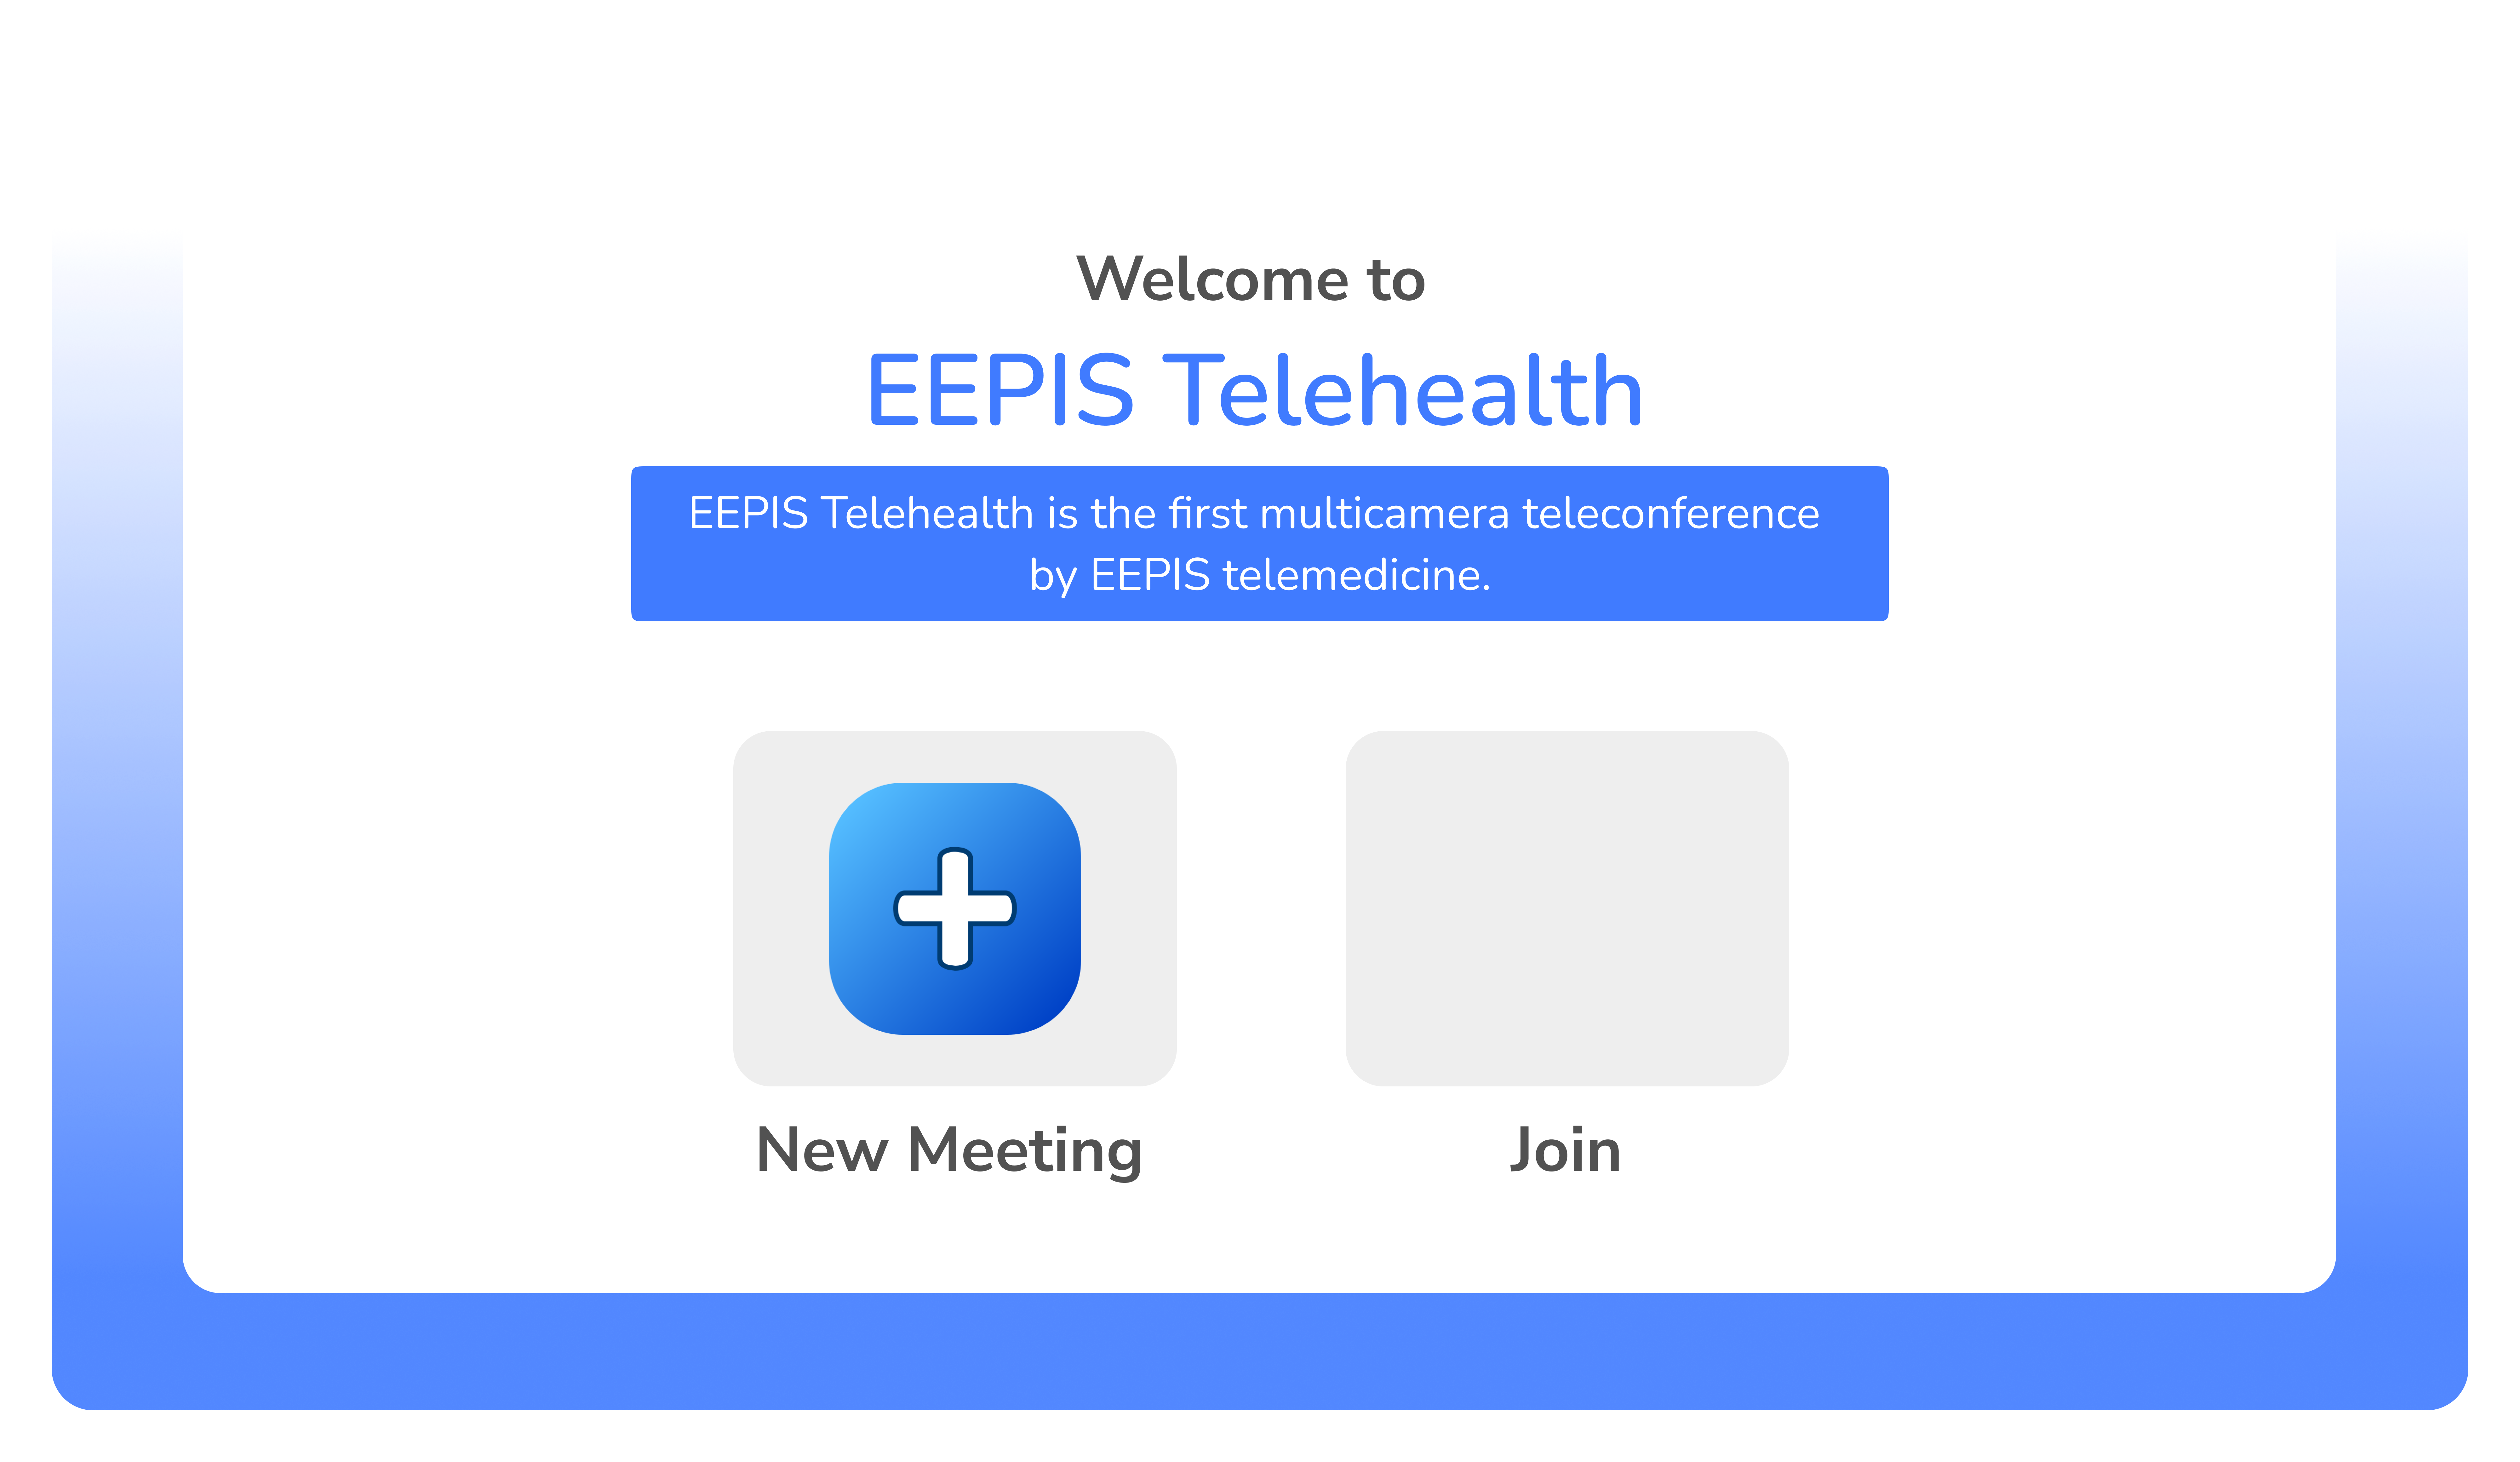 Welcome to
EEPIS Telehealth
EEPIS Telehealth is the first multicamera teleconference
by EEPIS telemedicine.
New Meeting
Join